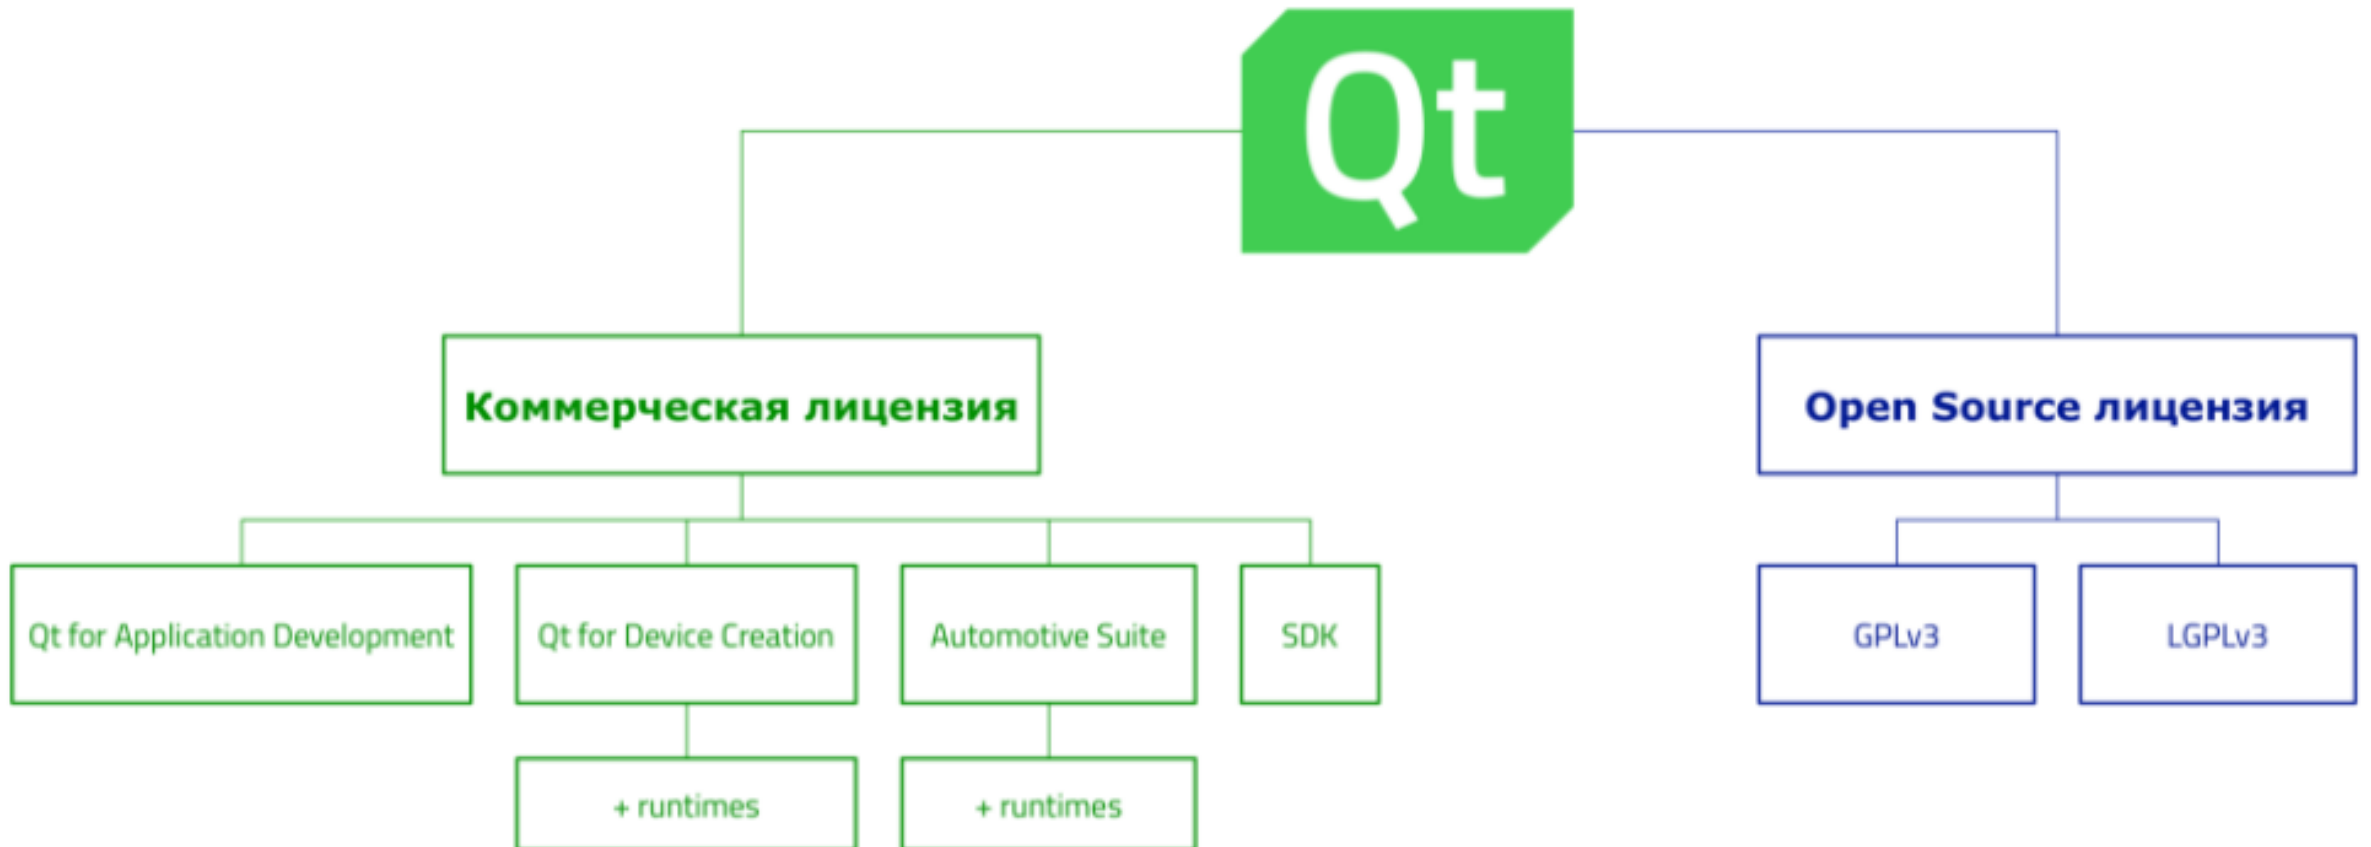 Qt
Коммерческая лицензия
Open Source лицензия
Qt for Application Development
Qt for Device Creation
Automotive Suite
SDK
GPLv3
LGPLv3
+ runtimes
+ runtimes